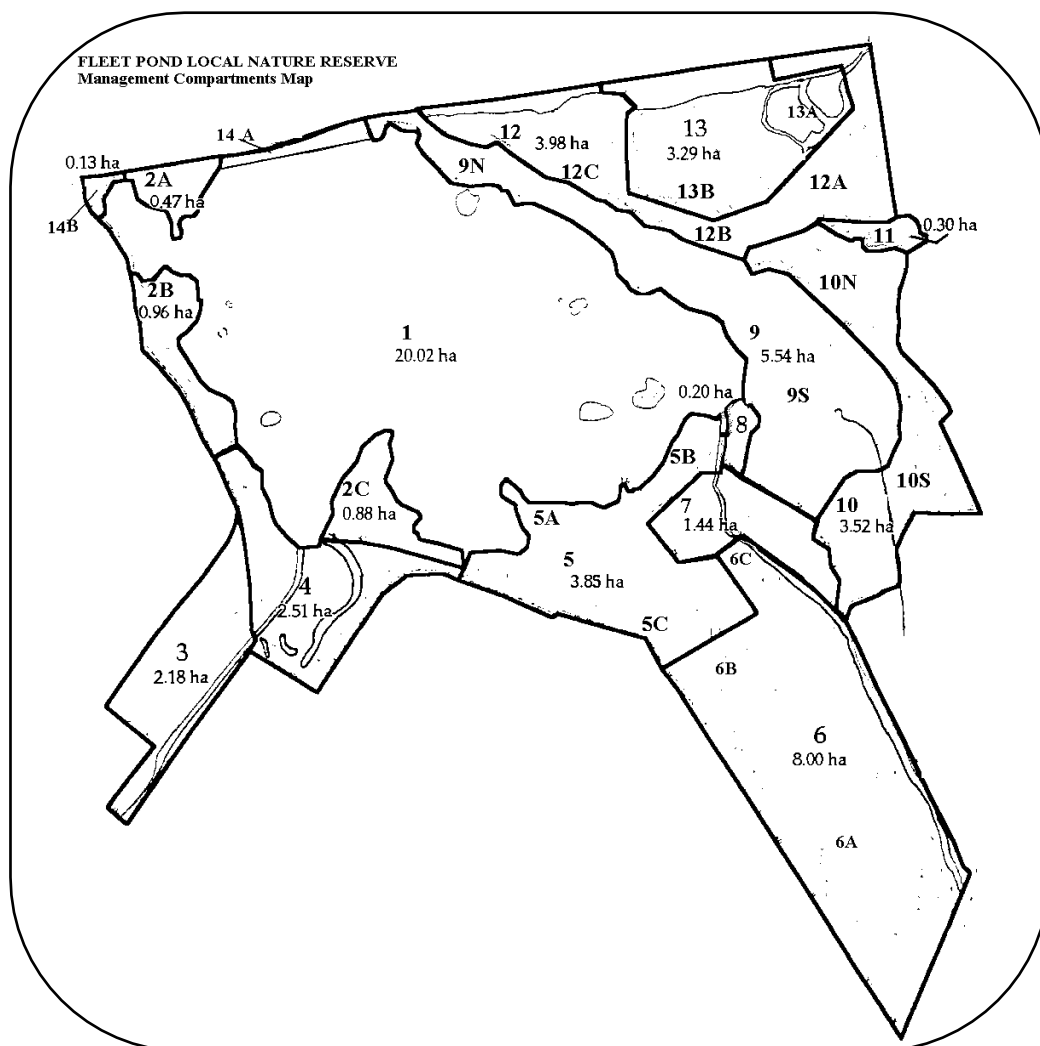 FLEET POND LOCAL NATURE RESERVE
Management Compartments Map
14 A
0.13 ha
2A
0.47 ha
14B
12
3.98 ha
9N
12C
13
3.29 ha
13A
13B
12A
12B
11
0.30 ha
10N
2B
0.96 ha
1
20.02 ha
9
5.54 ha
9S
0.20 ha
8
5B
2C
0.88 ha
5A
7
1.44 ha
10
3.52 ha
10S
5
3.85 ha
6C
4
2.51 ha
5C
3
2.18 ha
6B
6
8.00 ha
6A